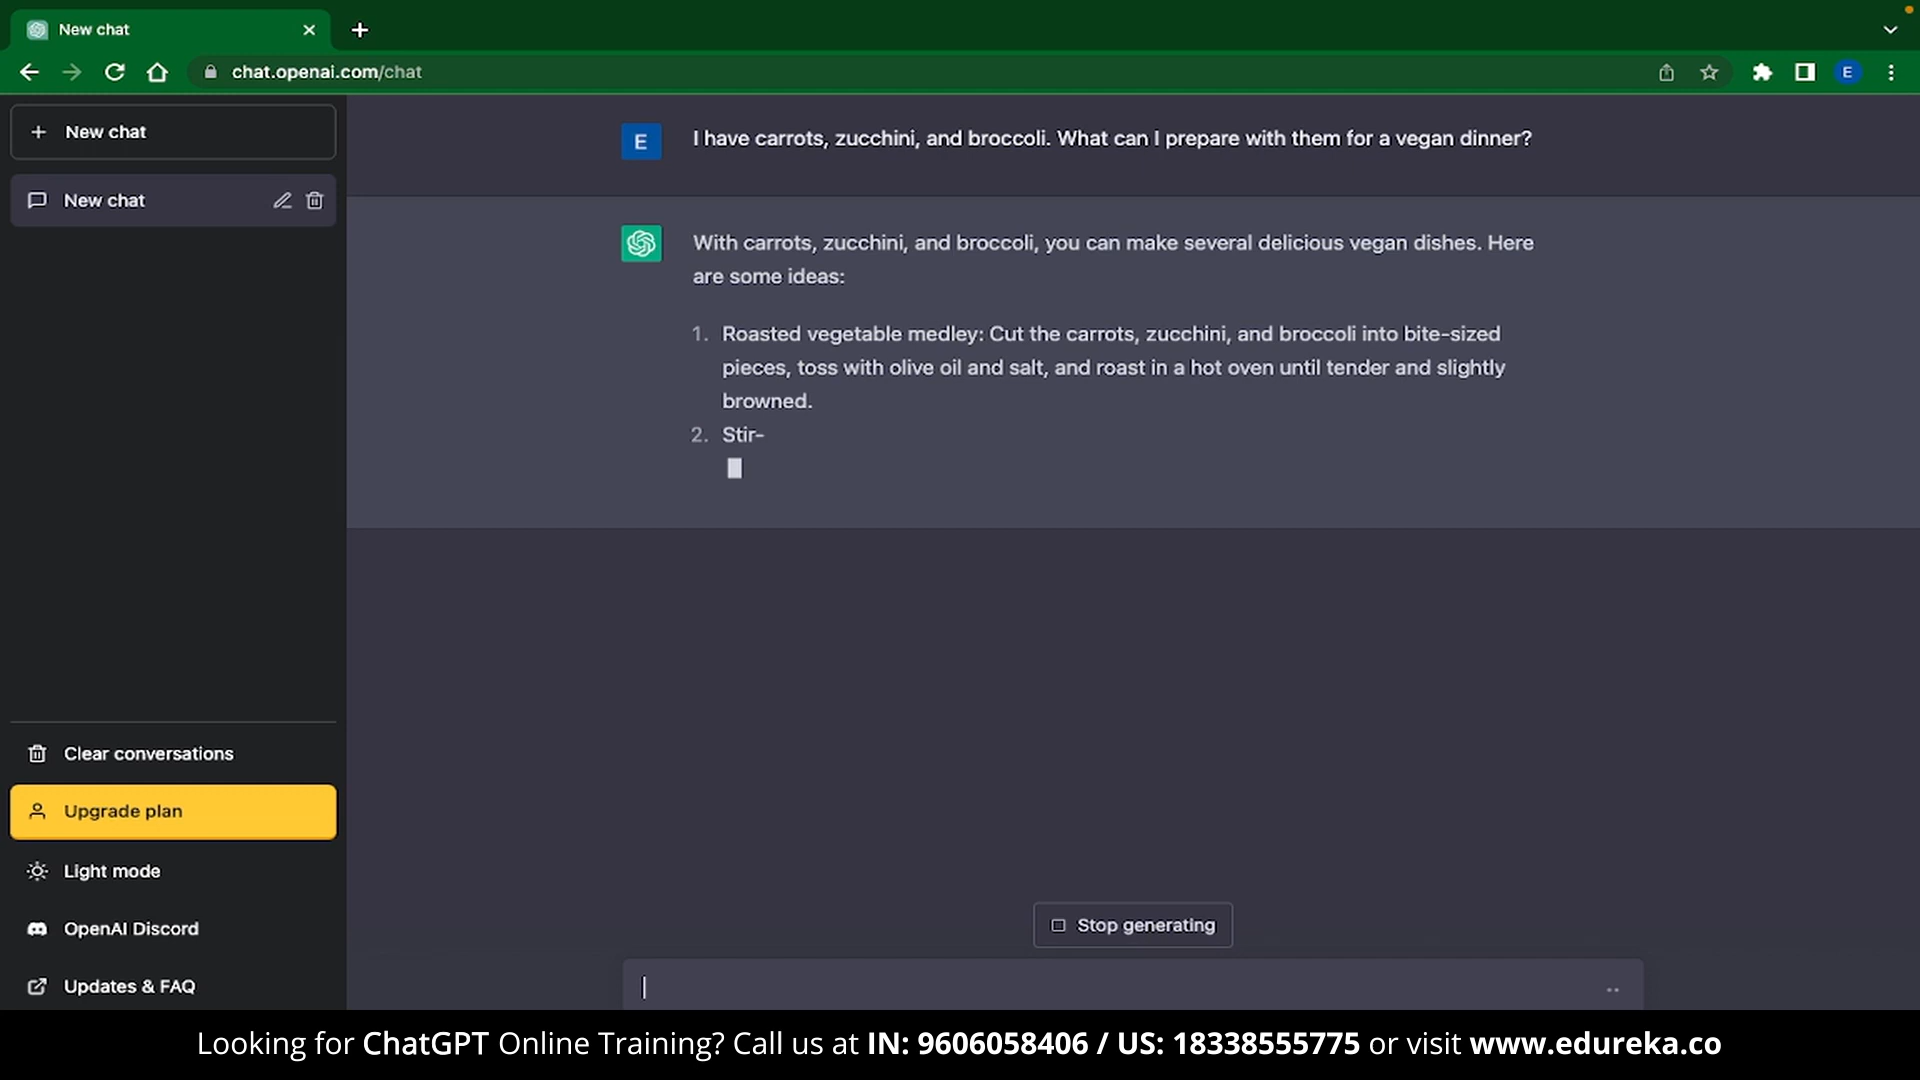 New chat
chat.openai.com/chat
E
New chat
New chat
E
I have carrots, zucchini, and broccoli. What can I prepare with them for a vegan dinner?
With carrots, zucchini, and broccoli, you can make several delicious vegan dishes. Here
are some ideas:
1. Roasted vegetable medley: Cut the carrots, zucchini, and broccoli into bite-sized
pieces, toss with olive oil and salt, and roast in a hot oven until tender and slightly
browned.
2. Stir-
Clear conversations
Upgrade plan
Light mode
OpenAI Discord
Updates & FAQ
Stop generating
Looking for ChatGPT Online Training? Call us at IN: 9606058406 / US: 18338555775 or visit www.edureka.co